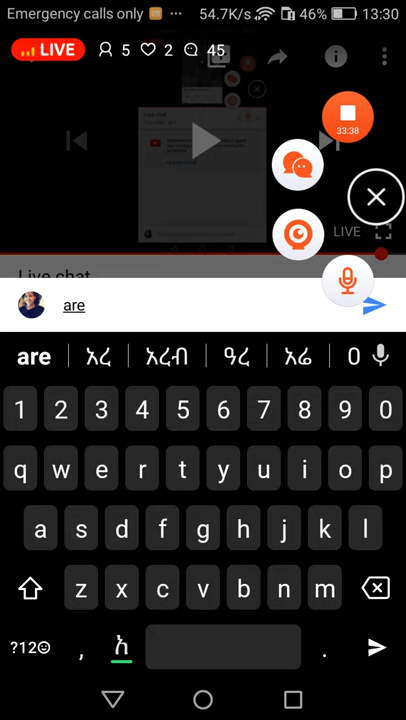 Emergency calls only ... 54.7K/s 46% 13:30
LIVE 5 2 45
33:38
LIVE
Live chat
are
are አረ አረብ ዓረ አሬ 0
1 2 3 4 5 6 7 8 9 0
q w e r t y u i o p
a s d f g h j k l
z x c v b n m
?12☺ , አ .